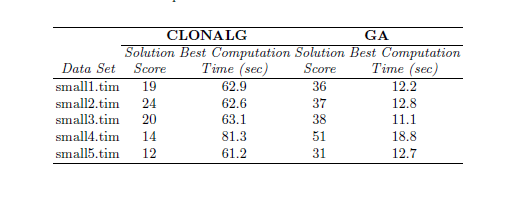 CLONALG GA
Solution Best Computation Solution Best Computation
Data Set Score Time (sec) Score Time (sec)
small1.tim 19 62.9 36 12.2
small2.tim 24 62.6 37 12.8
small3.tim 20 63.1 38 11.1
small4.tim 14 81.3 51 18.8
small5.tim 12 61.2 31 12.7